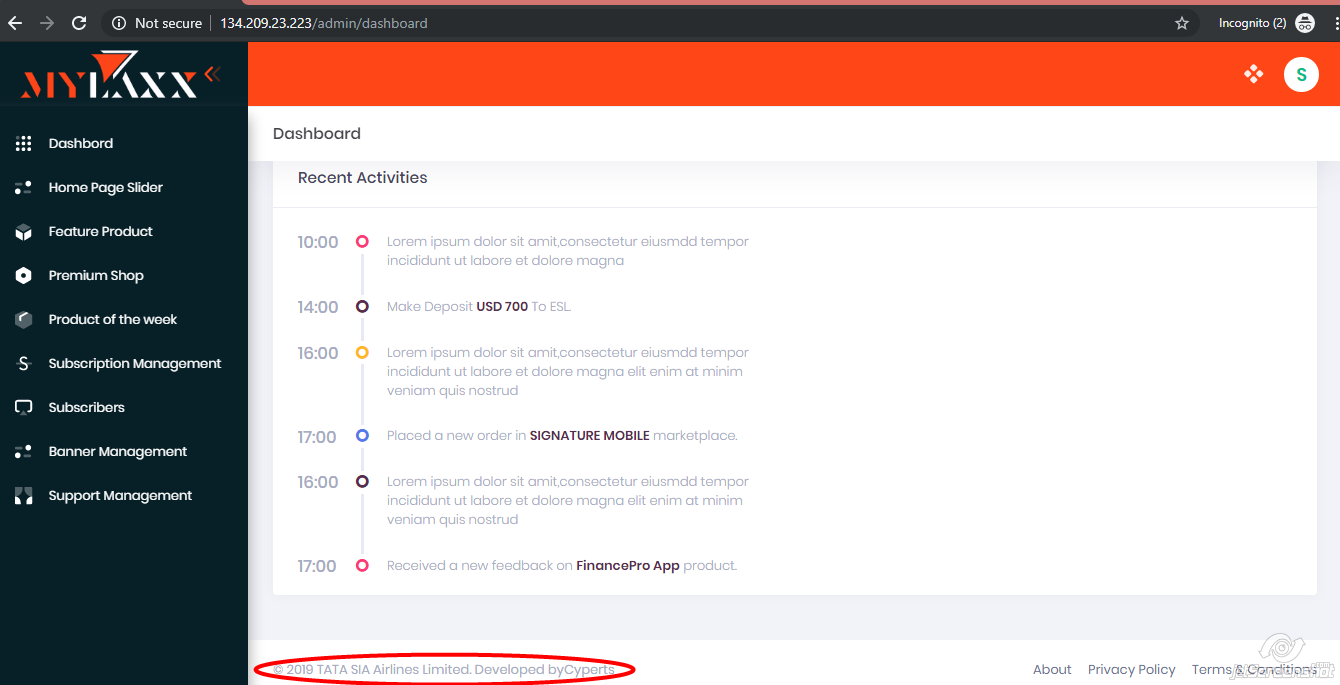 Not secure
134.209.23.223/admin/dashboard
Incognito (2)
MYTAXX
S
Dashbord
Home Page Slider
Feature Product
Premium Shop
Product of the week
Subscription Management
Subscribers
Banner Management
Support Management
Dashboard
Recent Activities
10:00
Lorem ipsum dolor sit amit,consectetur eiusmdd tempor
incididunt ut labore et dolore magna
14:00
Make Deposit USD 700 To ESL.
16:00
Lorem ipsum dolor sit amit,consectetur eiusmdd tempor
incididunt ut labore et dolore magna elit enim at minim
veniam quis nostrud
17:00
Placed a new order in SIGNATURE MOBILE marketplace.
16:00
Lorem ipsum dolor sit amit,consectetur eiusmdd tempor
incididunt ut labore et dolore magna elit enim at minim
veniam quis nostrud
17:00
Received a new feedback on FinancePro App product.
© 2019 TATA SIA Airlines Limited. Developed byCyperts
About
Privacy Policy
Terms & Conditions